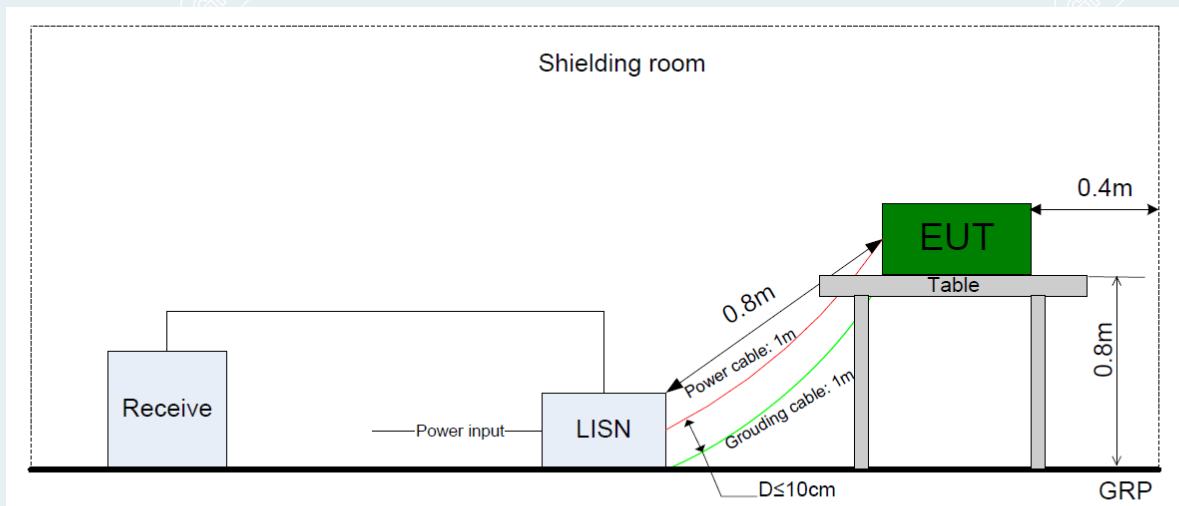 Shielding room
0.4m
EUT
Table
0.8m
0.8m
Power cable: 1m
Grouding cable: 1m
Receive
Power input
LISN
D≤10cm
GRP